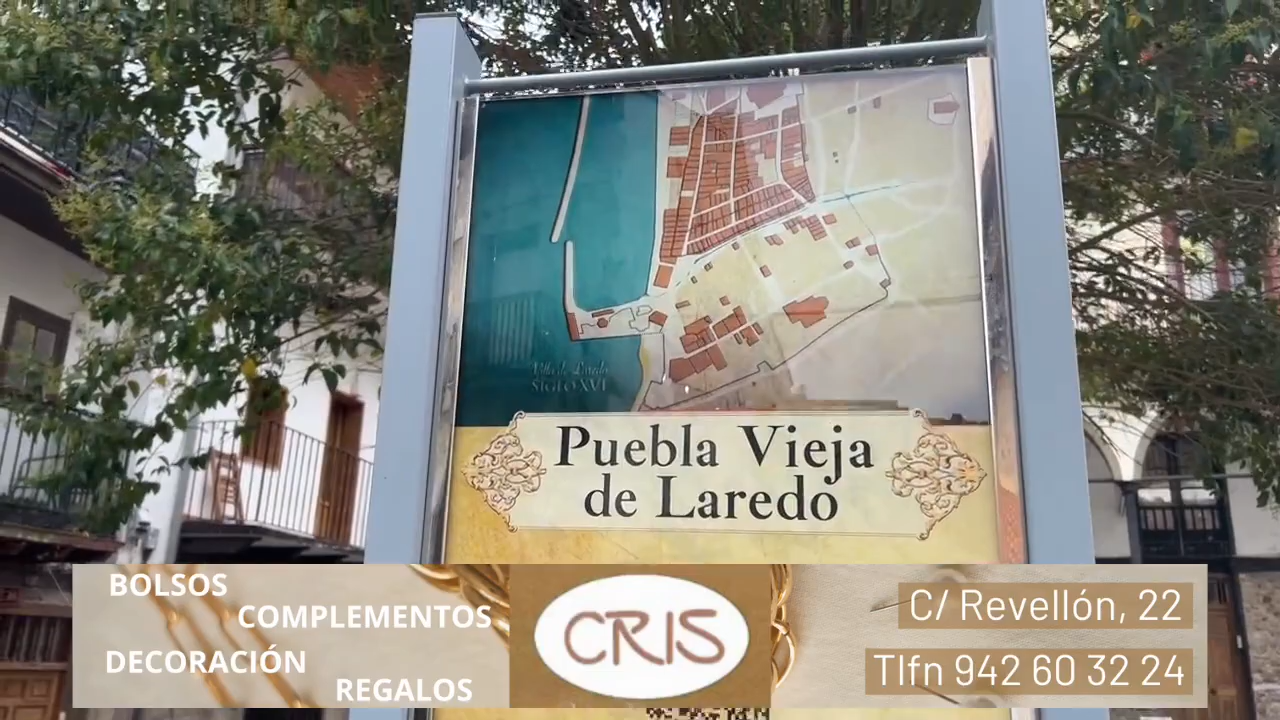 Villa de Laredo
SIGLO XVI
Puebla Vieja
de Laredo
BOLSOS
COMPLEMENTOS
DECORACIÓN
REGALOS
CRIS
C/ Revellón, 22
Tlfn 942 60 32 24